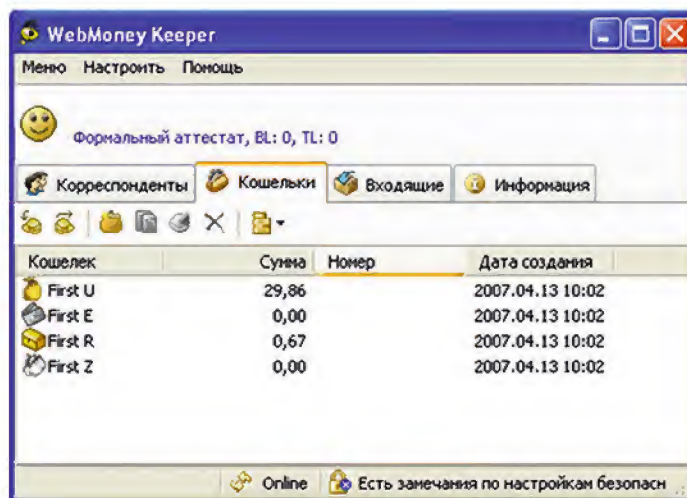 WebMoney Keeper
Меню Настроить Помощь
Формальный аттестат, BL: 0, TL: 0
Корреспонденты Кошельки Входящие Информация
Кошелек Сумма Номер Дата создания
First U 29,86 2007.04.13 10:02
First E 0,00 2007.04.13 10:02
First R 0,67 2007.04.13 10:02
First Z 0,00 2007.04.13 10:02
Online Есть замечания по настройкам безопасн